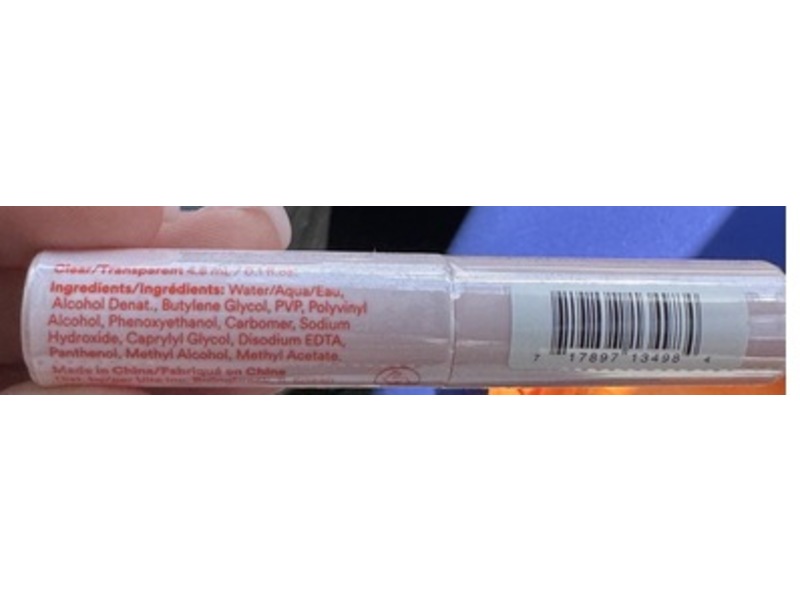 Clear/Transparent 4.8 mL / 0.1 fl.oz.
Ingredients/Ingrédients: Water/Aqua/Eau,
Alcohol Denat., Butylene Glycol, PVP, Polyvinyl
Alcohol, Phenoxyethanol, Carbomer, Sodium
Hydroxide, Caprylyl Glycol, Disodium EDTA,
Panthenol, Methyl Alcohol, Methyl Acetate.
Made in China/Fabriqué en Chine
7 17897 13498 4